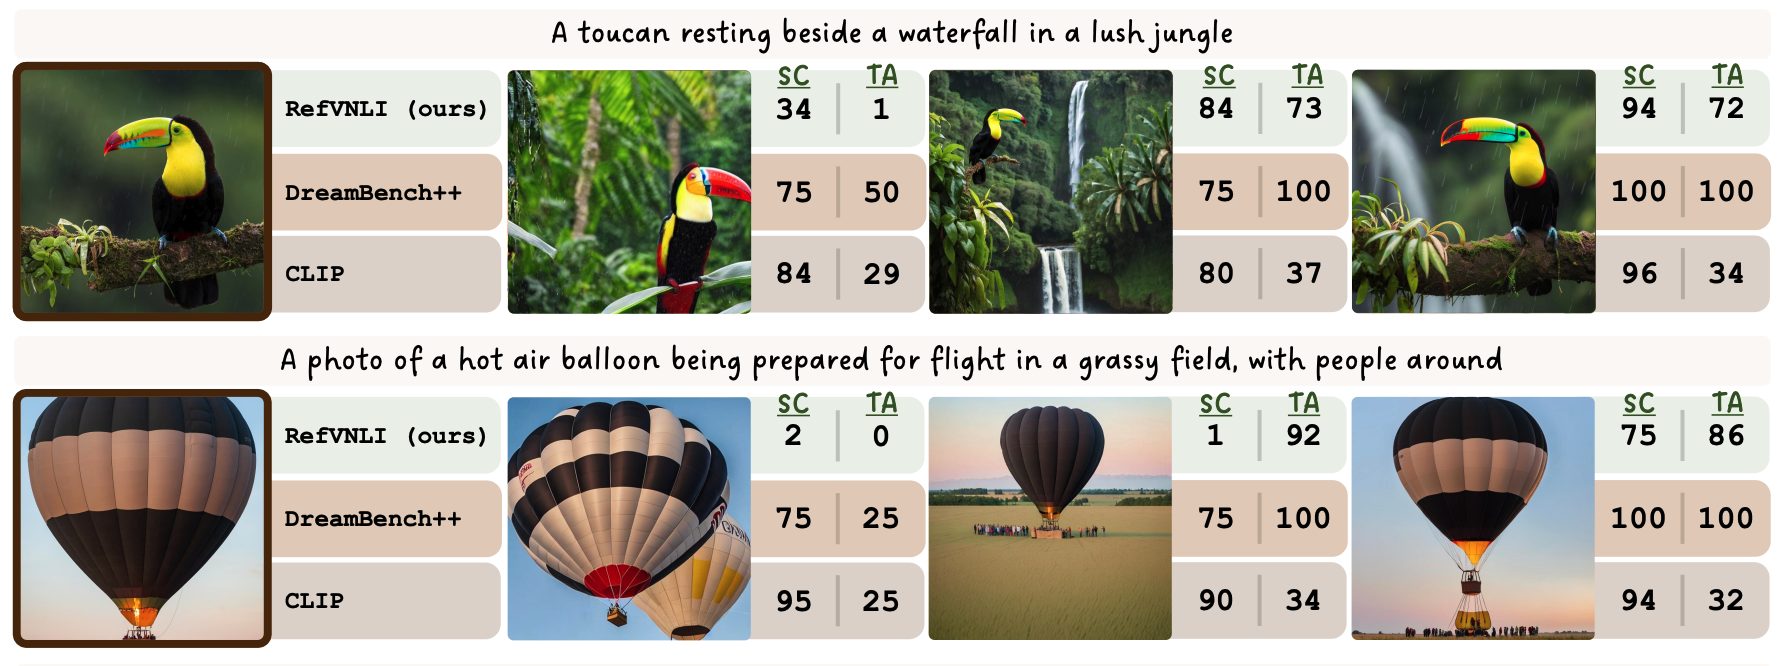 A toucan resting beside a waterfall in a lush jungle
SC TA SC TA SC TA
RefVNLI (ours) 34 1 84 73 94 72
DreamBench++ 75 50 75 100 100 100
CLIP 84 29 80 37 96 34
A photo of a hot air balloon being prepared for flight in a grassy field, with people around
SC TA SC TA SC TA
RefVNLI (ours) 2 0 1 92 75 86
DreamBench++ 75 25 75 100 100 100
CLIP 95 25 90 34 94 32